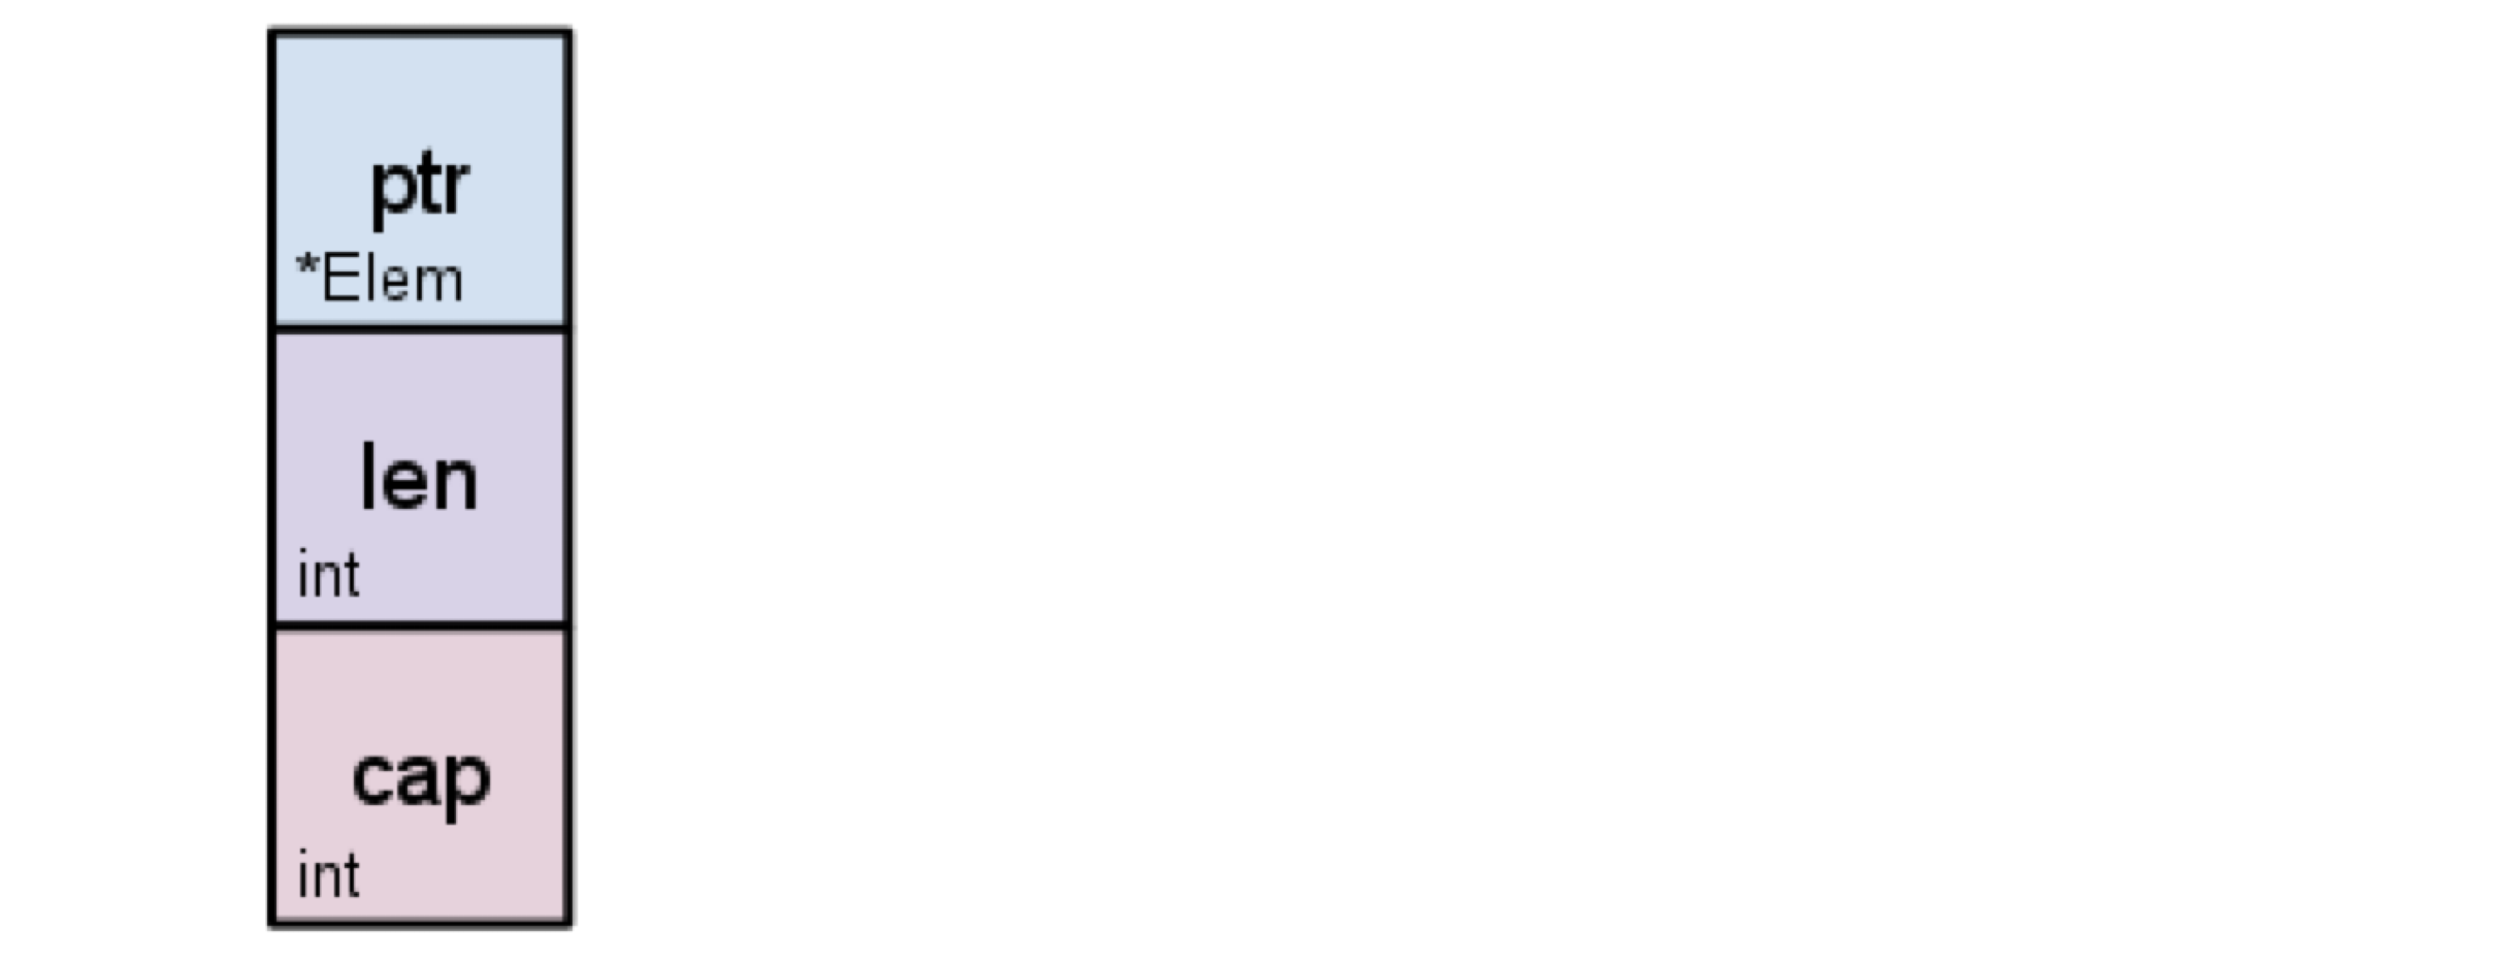 ptr
*Elem
len
int
cap
int